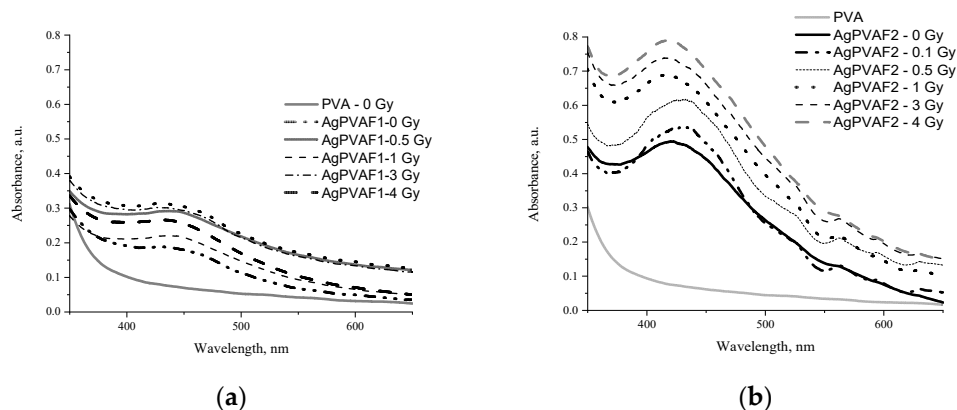 PVA - 0 Gy
AgPVAF1-0 Gy
AgPVAF1-0.5 Gy
AgPVAF1-1 Gy
AgPVAF1-3 Gy
AgPVAF1-4 Gy
Absorbance, a.u.
0.8
0.7
0.6
0.5
0.4
0.3
0.2
0.1
0.0
400
500
600
Wavelength, nm
(a)
PVA
AgPVAF2 - 0 Gy
AgPVAF2 - 0.1 Gy
AgPVAF2 - 0.5 Gy
AgPVAF2 - 1 Gy
AgPVAF2 - 3 Gy
AgPVAF2 - 4 Gy
Absorbance, a.u.
0.8
0.7
0.6
0.5
0.4
0.3
0.2
0.1
0.0
400
500
600
Wavelength, nm
(b)